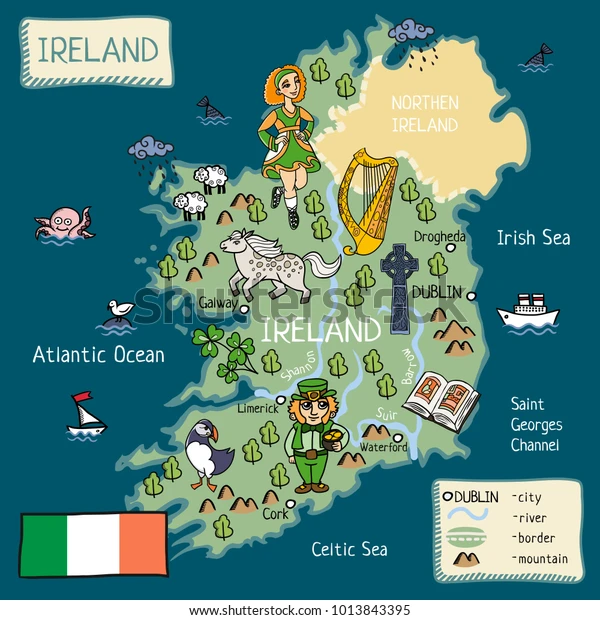 IRELAND
NORTHEN
IRELAND
Drogheda
Irish Sea
DUBLIN
Galway
IRELAND
Atlantic Ocean
Shannon
Barrow
Limerick
Suir
Saint
Georges
Channel
Waterford
Cork
Celtic Sea
DUBLIN -city
-river
-border
-mountain
shutterstock
shutterstock.com · 1013843395